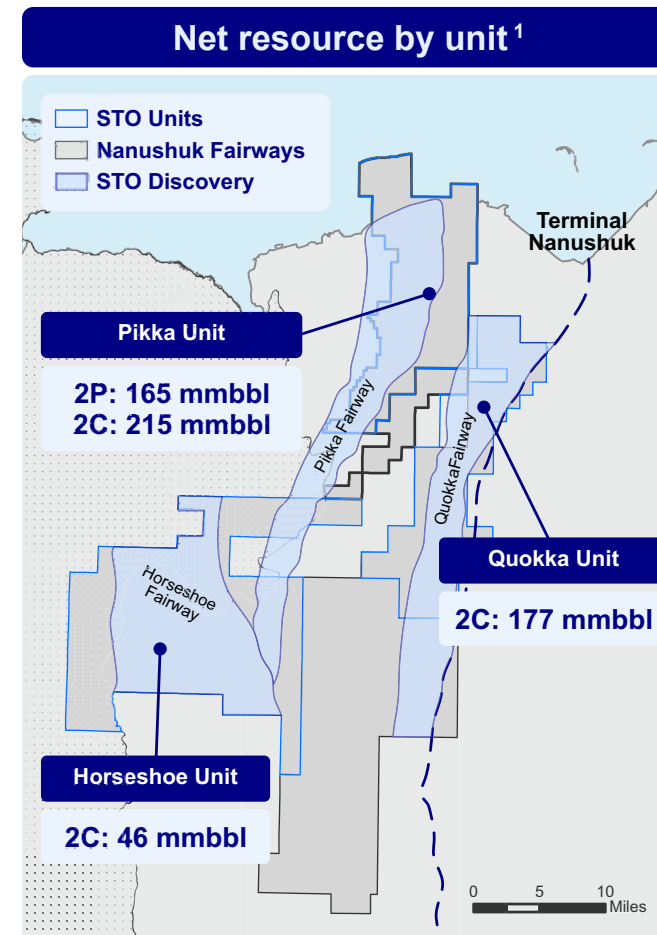 Net resource by unit 1
STO Units
Nanushuk Fairways
STO Discovery
Terminal
Nanushuk
Pikka Unit
2P: 165 mmbbl
2C: 215 mmbbl
Pikka Fairway
QuokkaFairway
Quokka Unit
2C: 177 mmbbl
Horseshoe
Fairway
Horseshoe Unit
2C: 46 mmbbl
0 5 10
Miles